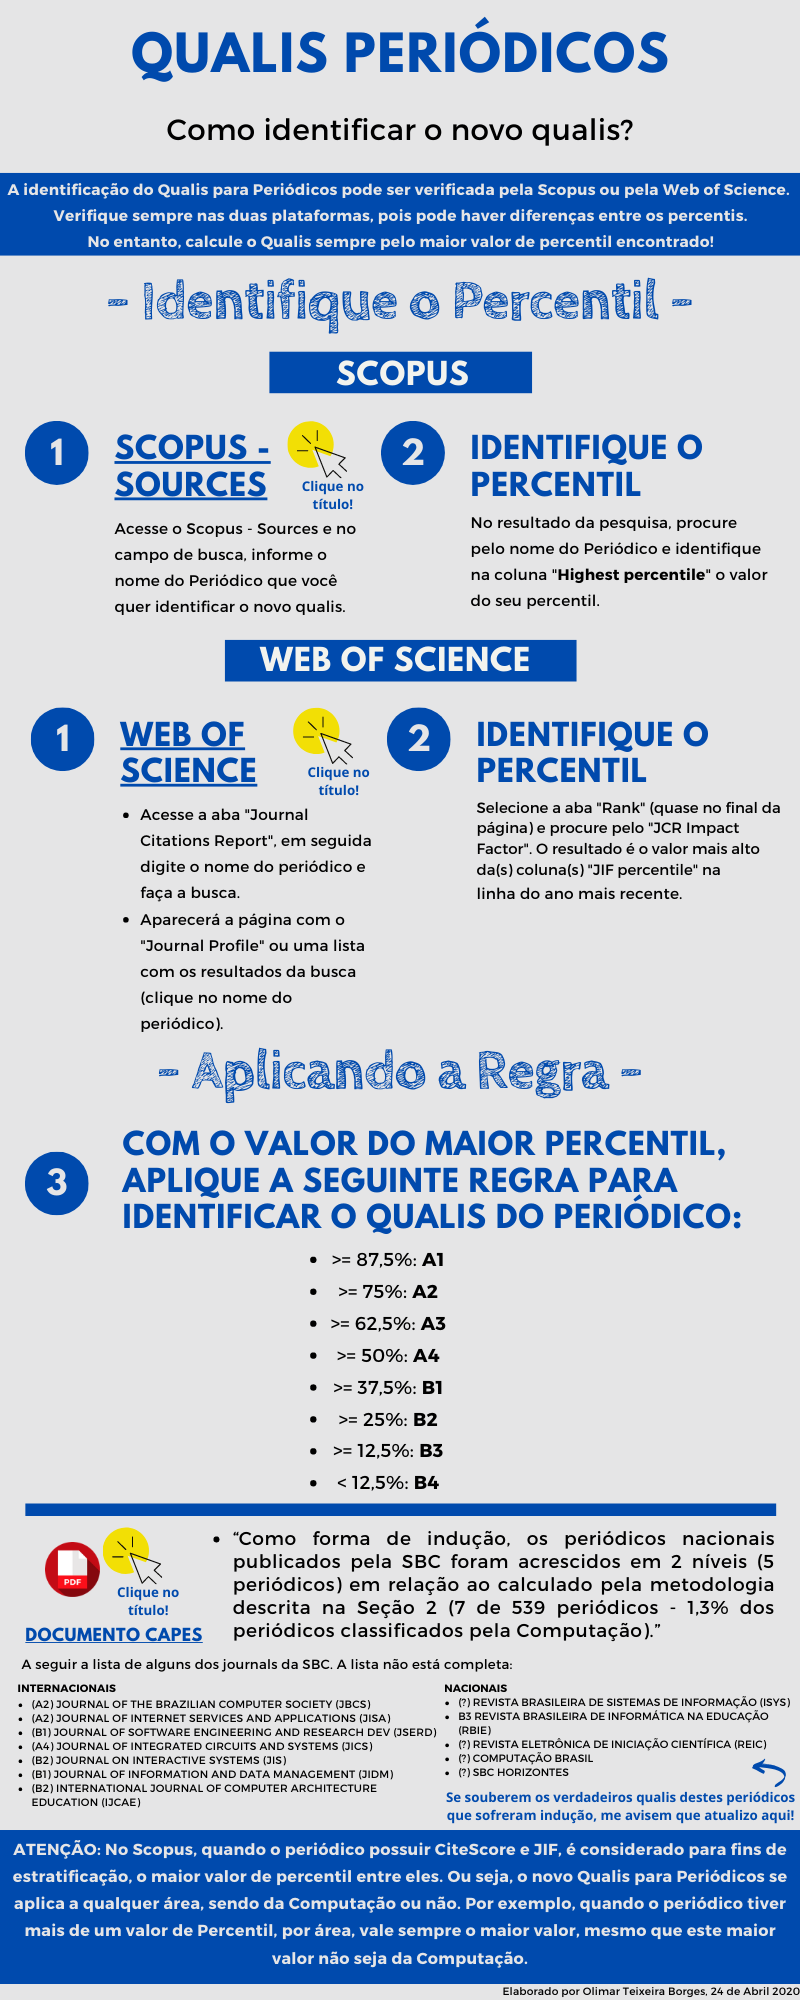 QUALIS PERIÓDICOS
Como identificar o novo qualis?
A identificação do Qualis para Periódicos pode ser verificada pela Scopus ou pela Web of Science.
Verifique sempre nas duas plataformas, pois pode haver diferenças entre os percentis.
No entanto, calcule o Qualis sempre pelo maior valor de percentil encontrado!
- Identifique o Percentil -
SCOPUS
1
SCOPUS -
SOURCES
Clique no
título!
Acesse o Scopus - Sources e no
campo de busca, informe o
nome do Periódico que você
quer identificar o novo qualis.
2
IDENTIFIQUE O
PERCENTIL
No resultado da pesquisa, procure
pelo nome do Periódico e identifique
na coluna "Highest percentile" o valor
do seu percentil.
WEB OF SCIENCE
1
WEB OF
SCIENCE
Clique no
título!
• Acesse a aba "Journal
Citations Report", em seguida
digite o nome do periódico e
faça a busca.
• Aparecerá a página com o
"Journal Profile" ou uma lista
com os resultados da busca
(clique no nome do
periódico).
2
IDENTIFIQUE O
PERCENTIL
Selecione a aba "Rank" (quase no final da
página) e procure pelo "JCR Impact
Factor". O resultado é o valor mais alto
da(s) coluna(s) "JIF percentile" na
linha do ano mais recente.
- Aplicando a Regra -
3
COM O VALOR DO MAIOR PERCENTIL,
APLIQUE A SEGUINTE REGRA PARA
IDENTIFICAR O QUALIS DO PERIÓDICO:
• >= 87,5%: A1
• >= 75%: A2
• >= 62,5%: A3
• >= 50%: A4
• >= 37,5%: B1
• >= 25%: B2
• >= 12,5%: B3
• < 12,5%: B4
PDF
Clique no
título!
DOCUMENTO CAPES
• “Como forma de indução, os periódicos nacionais
publicados pela SBC foram acrescidos em 2 níveis (5
periódicos) em relação ao calculado pela metodologia
descrita na Seção 2 (7 de 539 periódicos - 1,3% dos
periódicos classificados pela Computação).”
A seguir a lista de alguns dos journals da SBC. A lista não está completa:
INTERNACIONAIS
• (A2) JOURNAL OF THE BRAZILIAN COMPUTER SOCIETY (JBCS)
• (A2) JOURNAL OF INTERNET SERVICES AND APPLICATIONS (JISA)
• (B1) JOURNAL OF SOFTWARE ENGINEERING AND RESEARCH DEV (JSERD)
• (A4) JOURNAL OF INTEGRATED CIRCUITS AND SYSTEMS (JICS)
• (B2) JOURNAL ON INTERACTIVE SYSTEMS (JIS)
• (B1) JOURNAL OF INFORMATION AND DATA MANAGEMENT (JIDM)
• (B2) INTERNATIONAL JOURNAL OF COMPUTER ARCHITECTURE
EDUCATION (IJCAE)
NACIONAIS
• (?) REVISTA BRASILEIRA DE SISTEMAS DE INFORMAÇÃO (ISYS)
• B3 REVISTA BRASILEIRA DE INFORMÁTICA NA EDUCAÇÃO
(RBIE)
• (?) REVISTA ELETRÔNICA DE INICIAÇÃO CIENTÍFICA (REIC)
• (?) COMPUTAÇÃO BRASIL
• (?) SBC HORIZONTES
Se souberem os verdadeiros qualis destes periódicos
que sofreram indução, me avisem que atualizo aqui!
ATENÇÃO: No Scopus, quando o periódico possuir CiteScore e JIF, é considerado para fins de
estratificação, o maior valor de percentil entre eles. Ou seja, o novo Qualis para Periódicos se
aplica a qualquer área, sendo da Computação ou não. Por exemplo, quando o periódico tiver
mais de um valor de Percentil, por área, vale sempre o maior valor, mesmo que este maior
valor não seja da Computação.
Elaborado por Olimar Teixeira Borges, 24 de Abril 2020